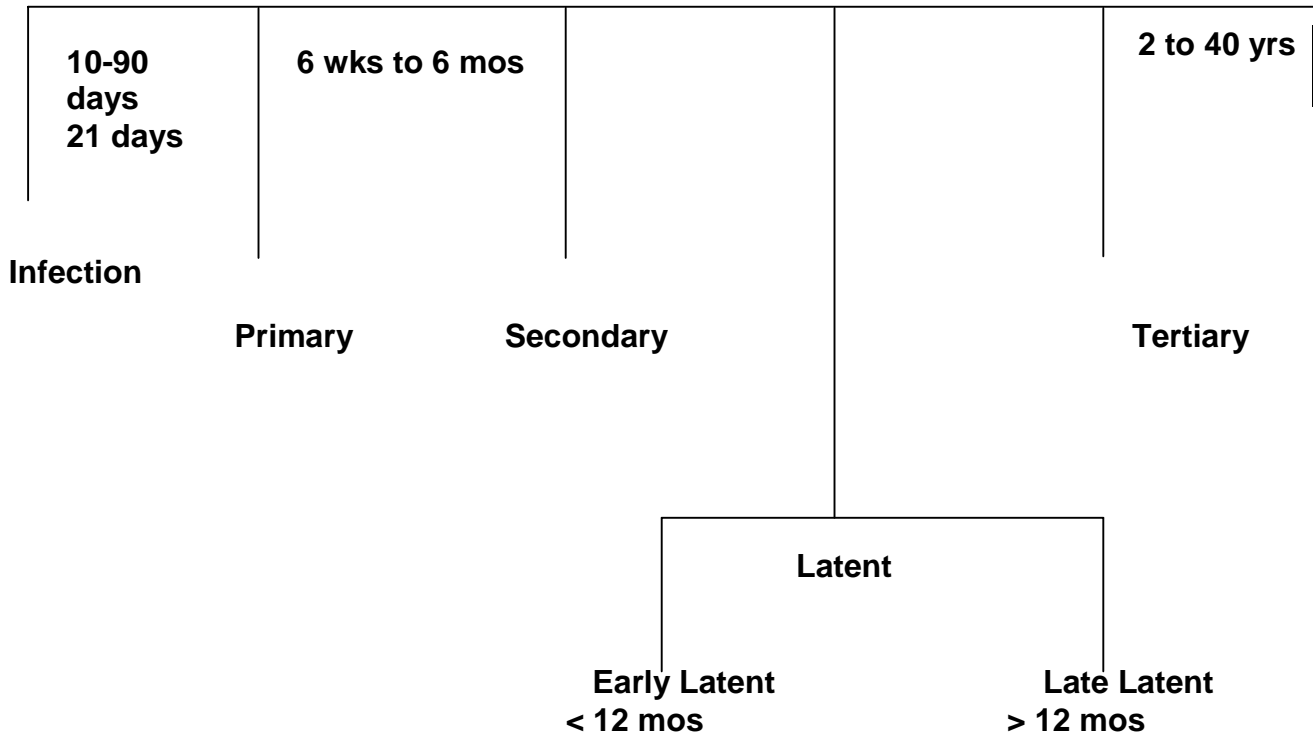 10-90
days
21 days
6 wks to 6 mos
2 to 40 yrs
Infection
Primary
Secondary
Tertiary
Latent
Early Latent
< 12 mos
Late Latent
> 12 mos